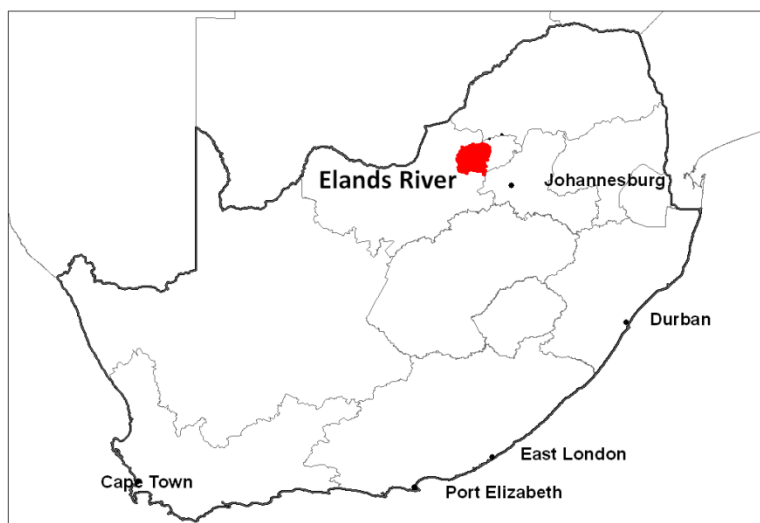 Elands River
Johannesburg
Durban
East London
Cape Town
Port Elizabeth